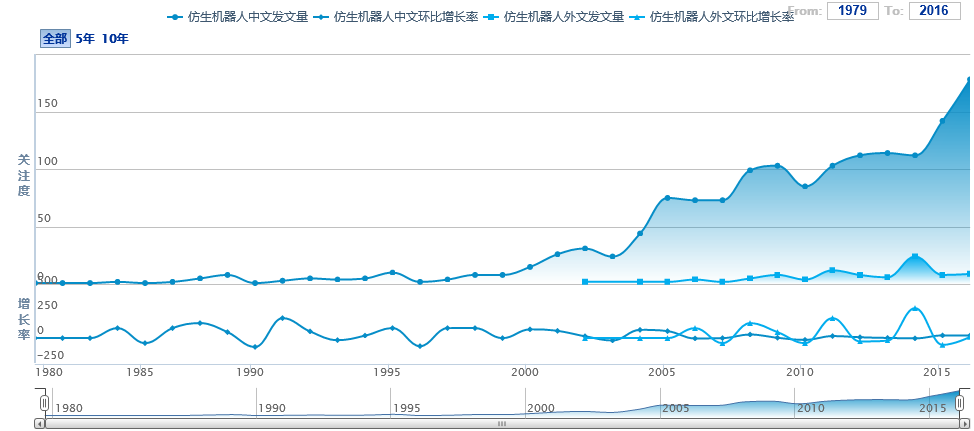 仿生机器人中文发文量 仿生机器人中文环比增长率 仿生机器人外文发文量 仿生机器人外文环比增长率 From: 1979 To: 2016
全部 5年 10年
150
关注度
100
50
0
500
增长率
250
0
-250
1980 1985 1990 1995 2000 2005 2010 2015
1980 1990 1995 2000 2005 2010 2015